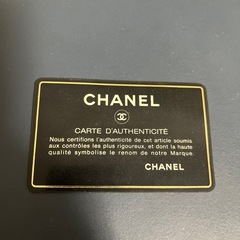 CHANEL
CARTE D'AUTHENTICITÉ
Nous certifions l'authenticité de cet article soumis
aux contrôles les plus rigoureux, et dont la haute
qualité symbolise le renom de notre Marque.
CHANEL